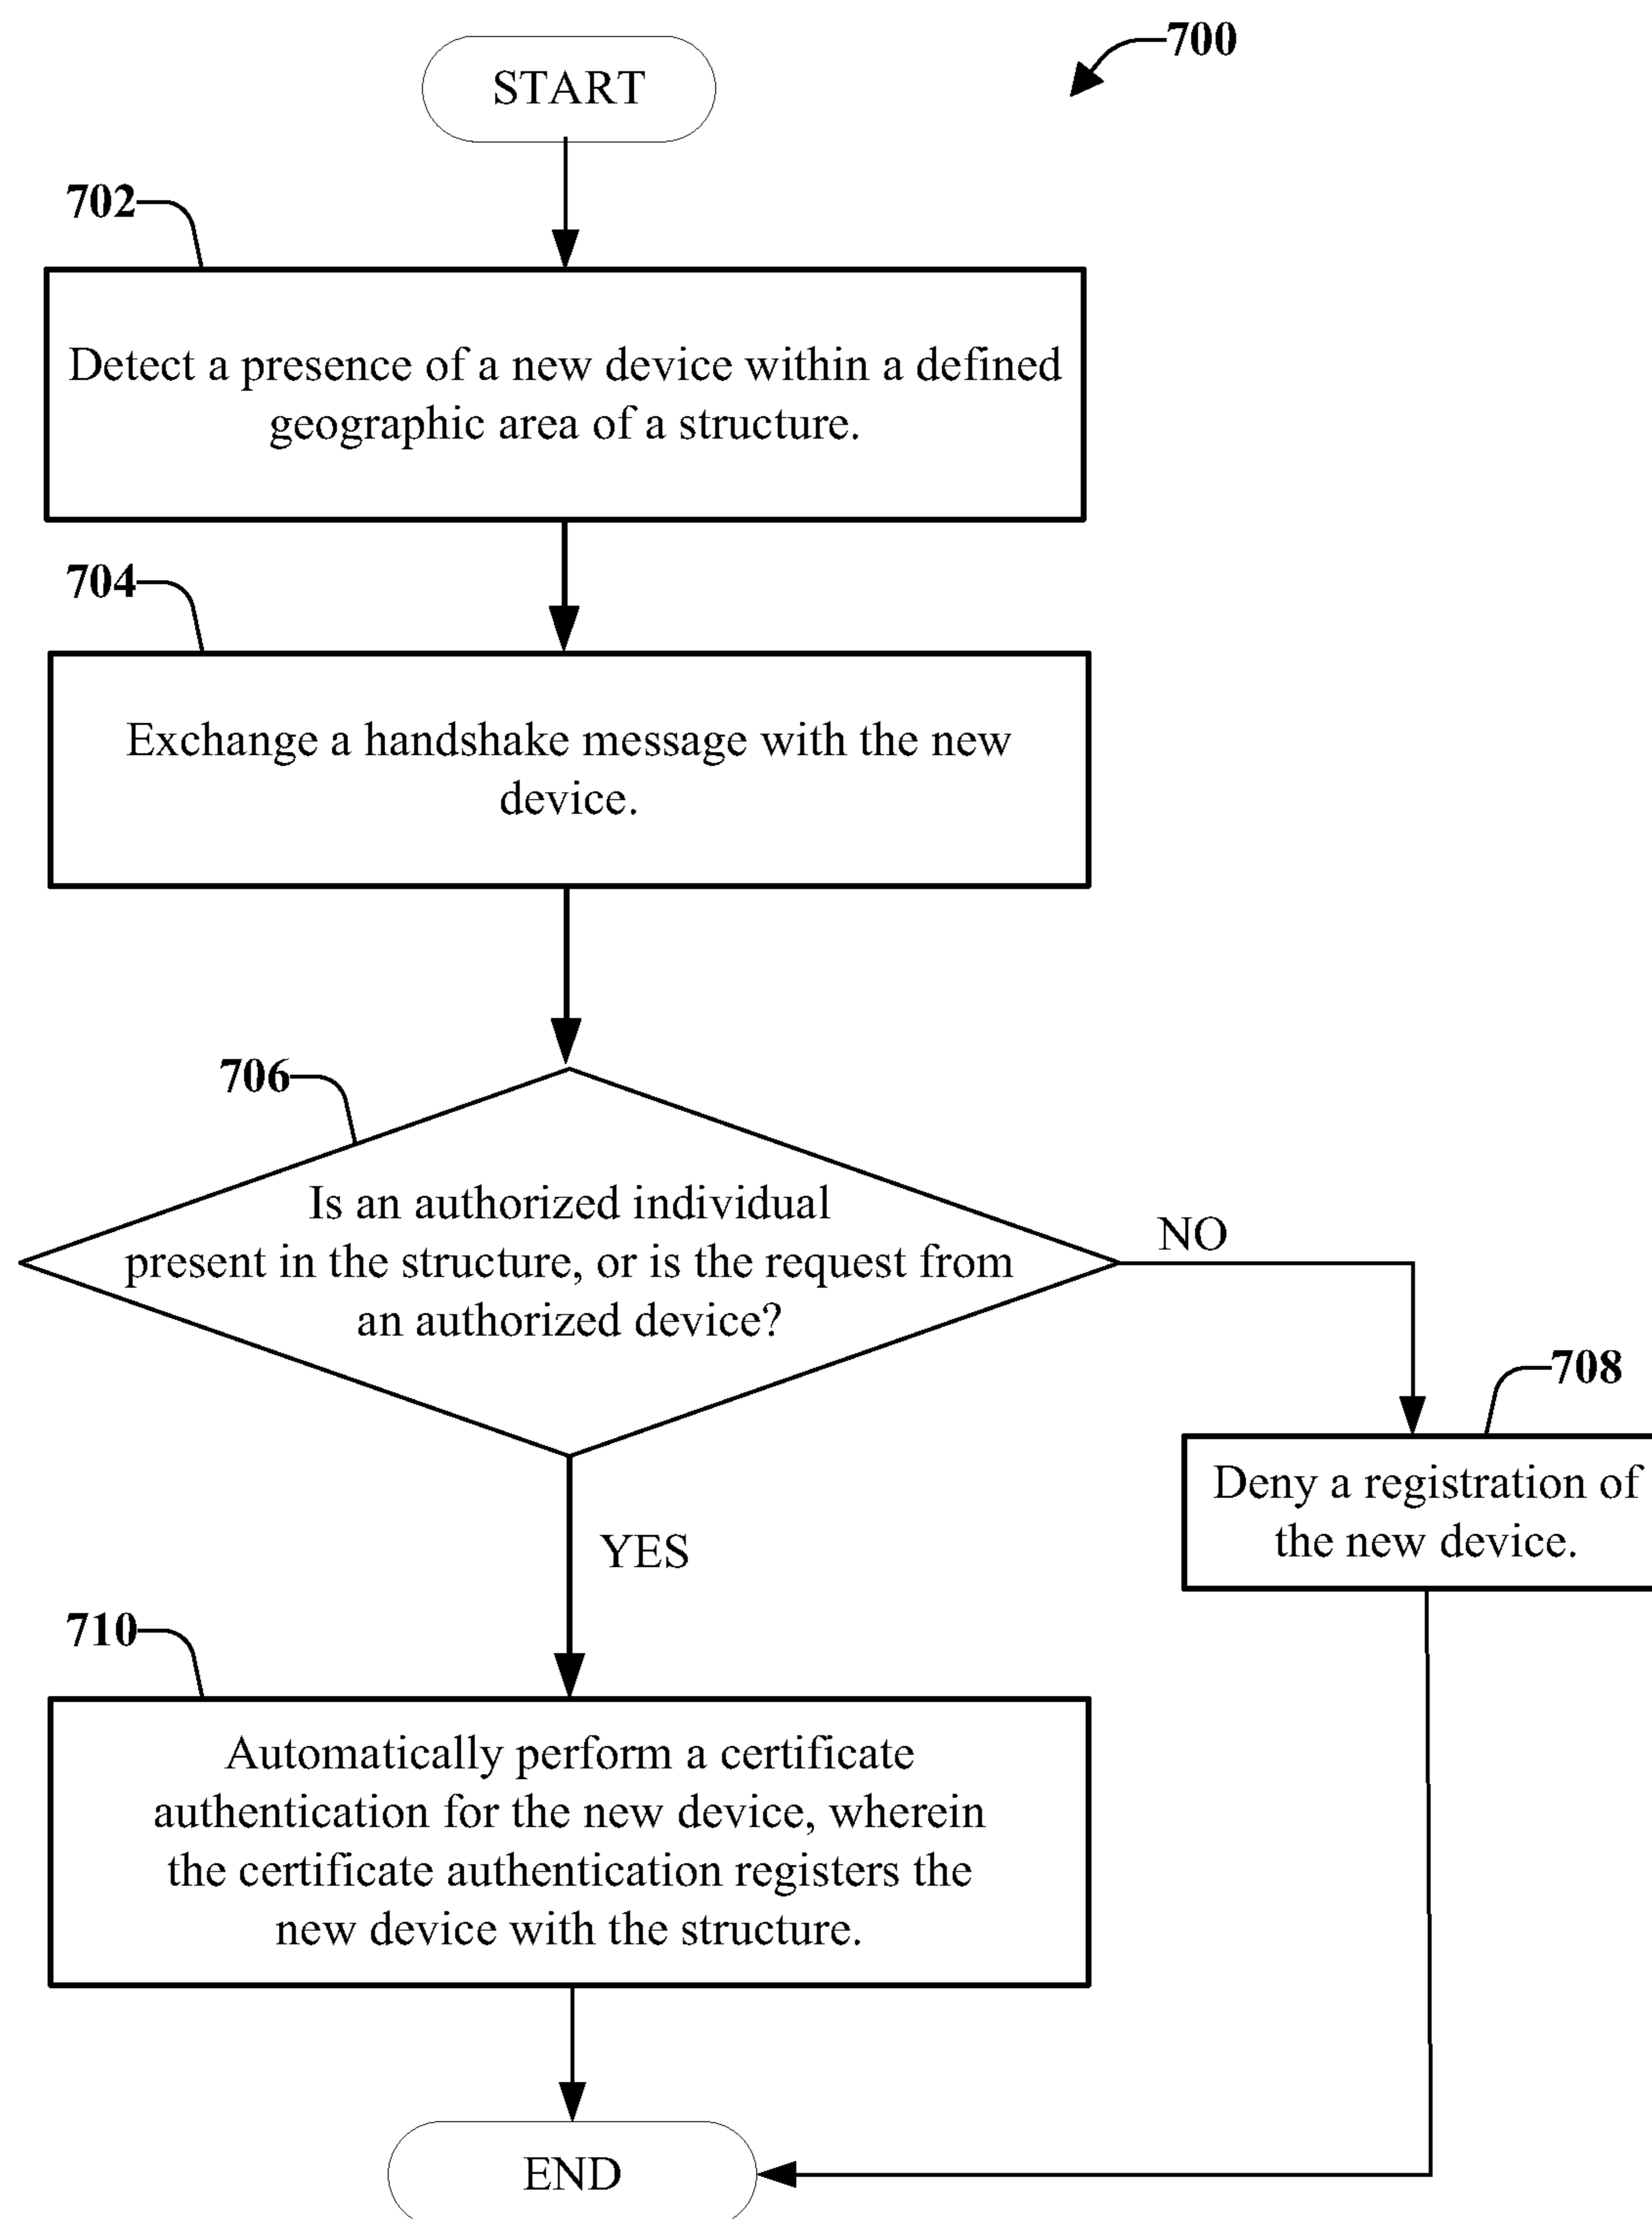 START
700
702
Detect a presence of a new device within a defined
geographic area of a structure.
704
Exchange a handshake message with the new
device.
706
Is an authorized individual
present in the structure, or is the request from
an authorized device?
NO
708
Deny a registration of
the new device.
YES
710
Automatically perform a certificate
authentication for the new device, wherein
the certificate authentication registers the
new device with the structure.
END